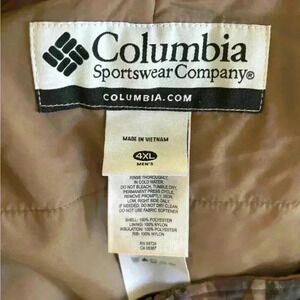 Columbia
Sportswear Company®
COLUMBIA.COM
MADE IN VIETNAM
4XL
MEN'S
RINSE THOROUGHLY
IN COLD WATER.
DO NOT BLEACH, TUMBLE DRY,
PERMANENT PRESS CYCLE.
REMOVE PROMPTLY. IRON
LOW, RIGHT SIDE ONLY,
IF NEEDED. DO NOT DRY CLEAN.
DO NOT USE FABRIC SOFTENER
SHELL: 100% POLYESTER
LINING: 100% NYLON
INSULATION: 100% POLYESTER
RIB: 100% NYLON